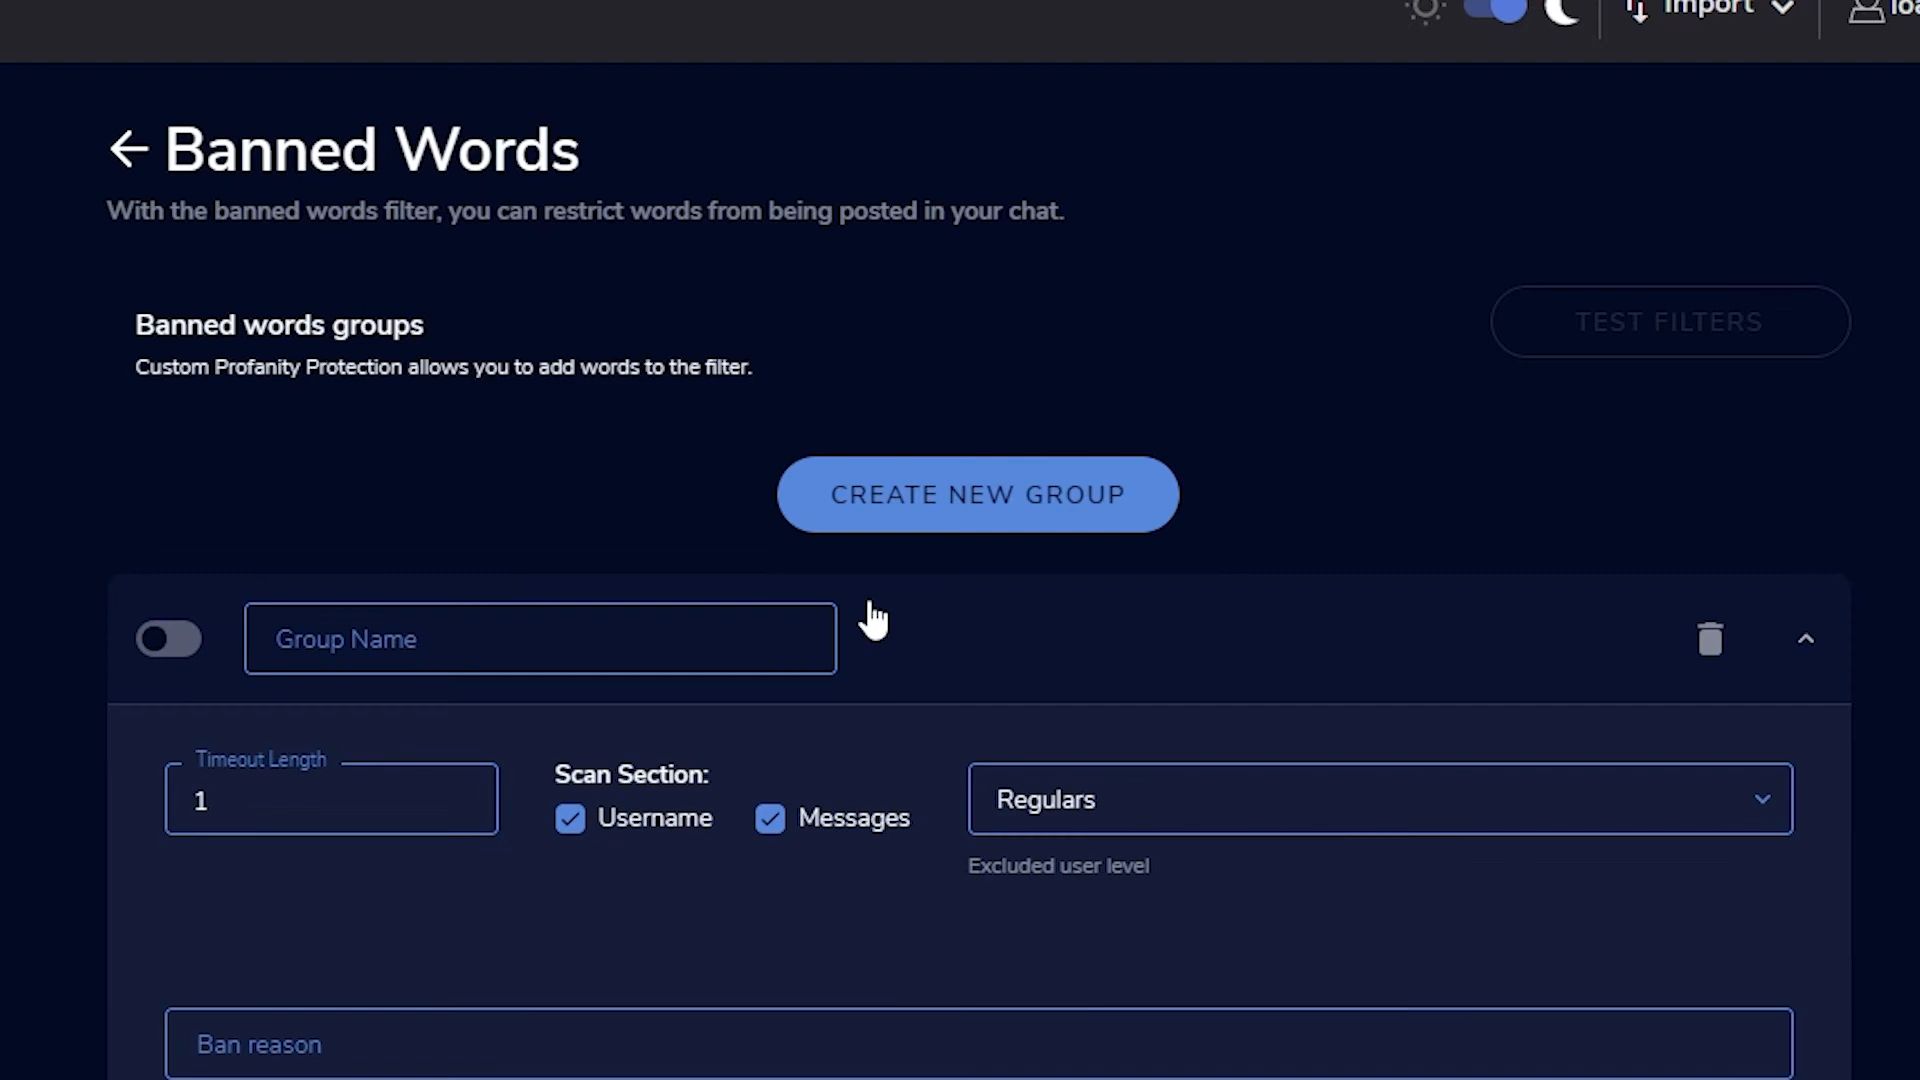 Import
Banned Words
With the banned words filter, you can restrict words from being posted in your chat.
Banned words groups
Custom Profanity Protection allows you to add words to the filter.
TEST FILTERS
CREATE NEW GROUP
Group Name
Timeout Length
1
Scan Section:
Username
Messages
Regulars
Excluded user level
Ban reason